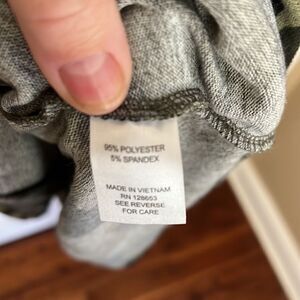 95% POLYESTER
5% SPANDEX
MADE IN VIETNAM
RN 128653
SEE REVERSE
FOR CARE